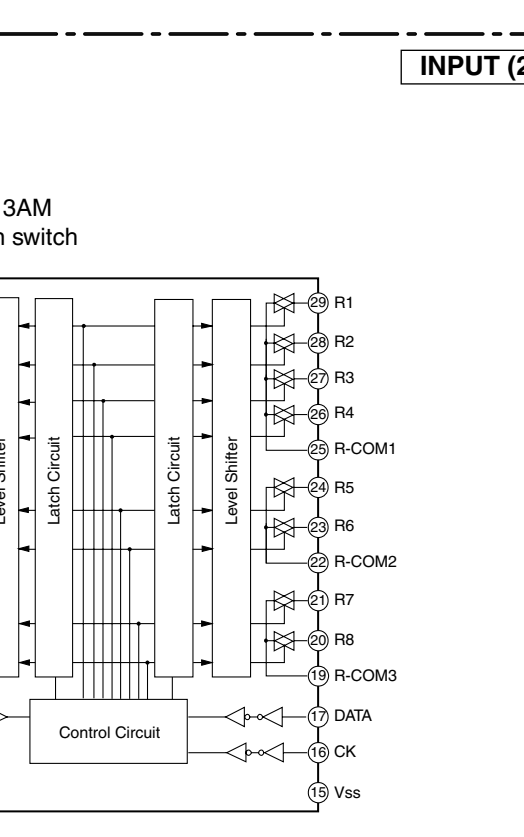 INPUT (2
3AM
switch
29 R1
28 R2
27 R3
26 R4
25 R-COM1
24 R5
23 R6
22 R-COM2
21 R7
20 R8
19 R-COM3
17 DATA
16 CK
15 Vss
Level Shifter
Latch Circuit
Latch Circuit
Level Shifter
Control Circuit